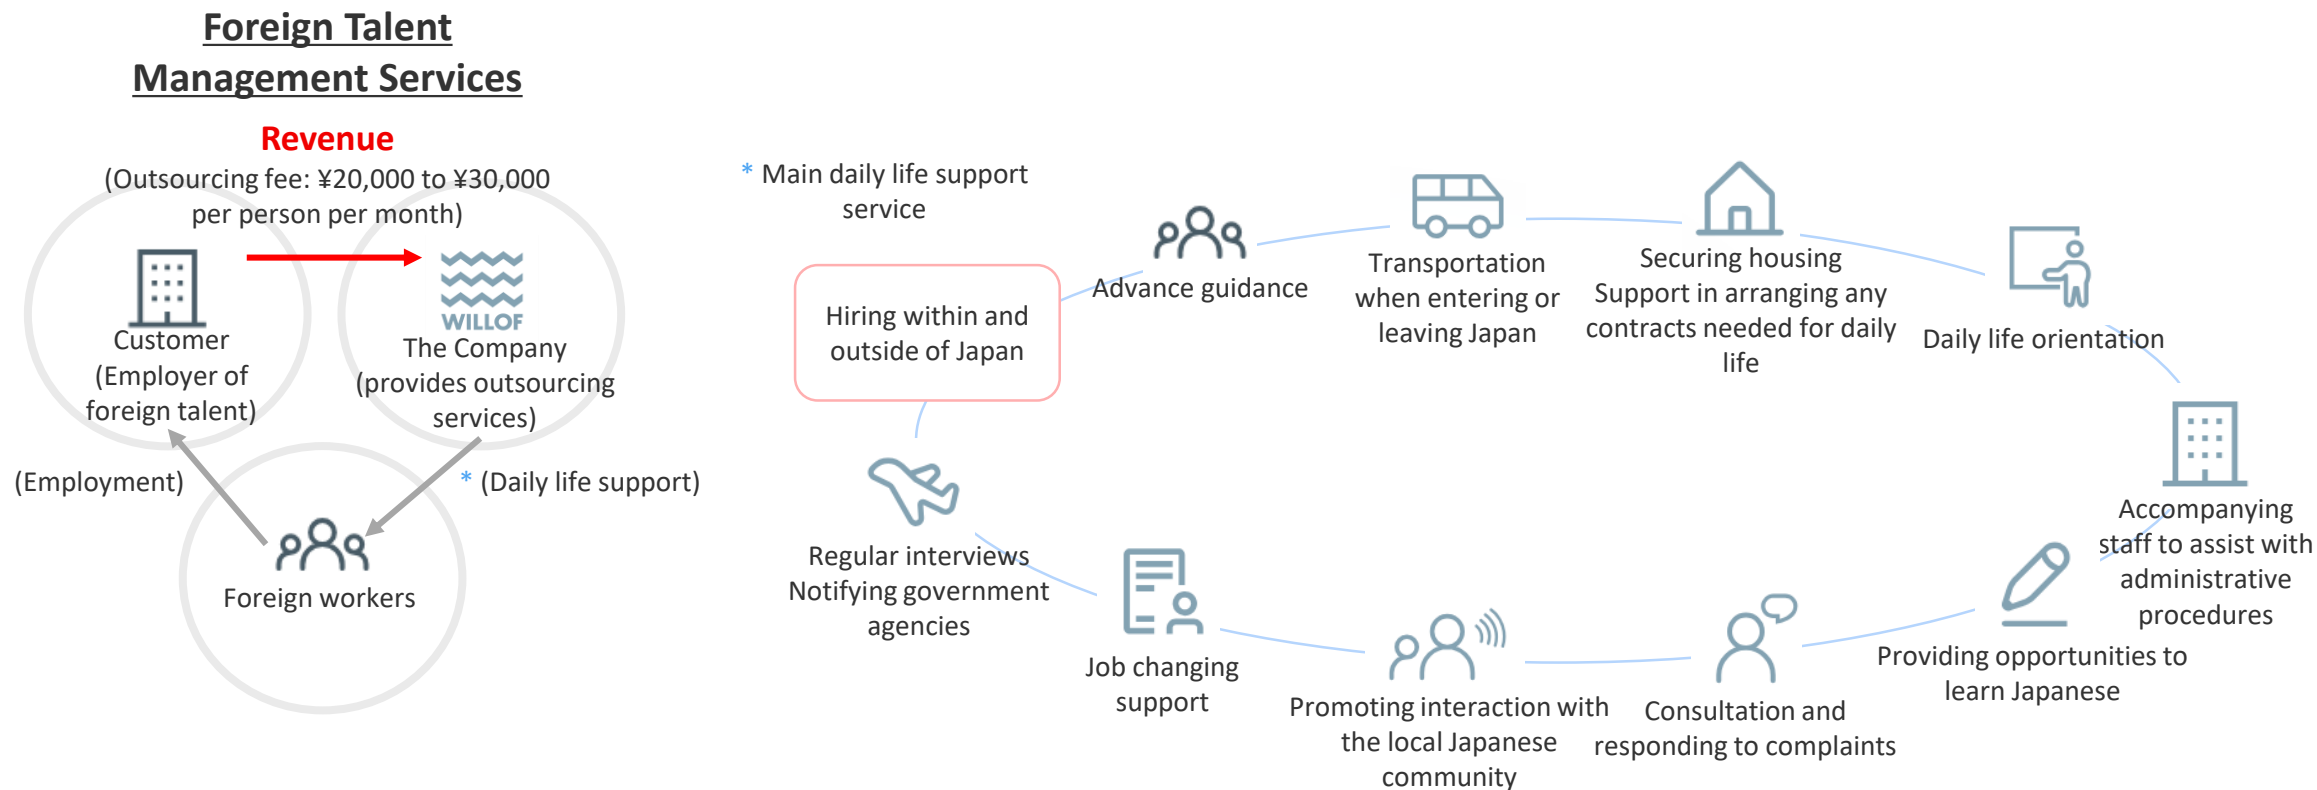 Foreign Talent
Management Services
Revenue
(Outsourcing fee: ¥20,000 to ¥30,000
per person per month)
Customer
(Employer of
foreign talent)
WILLOF
The Company
(provides outsourcing
services)
(Employment)
* (Daily life support)
Foreign workers
* Main daily life support
service
Hiring within and
outside of Japan
Advance guidance
Transportation
when entering or
leaving Japan
Securing housing
Support in arranging any
contracts needed for daily
life
Daily life orientation
Accompanying
staff to assist with
administrative
procedures
Providing opportunities to
learn Japanese
Consultation and
responding to complaints
Promoting interaction with
the local Japanese
community
Job changing
support
Regular interviews
Notifying government
agencies